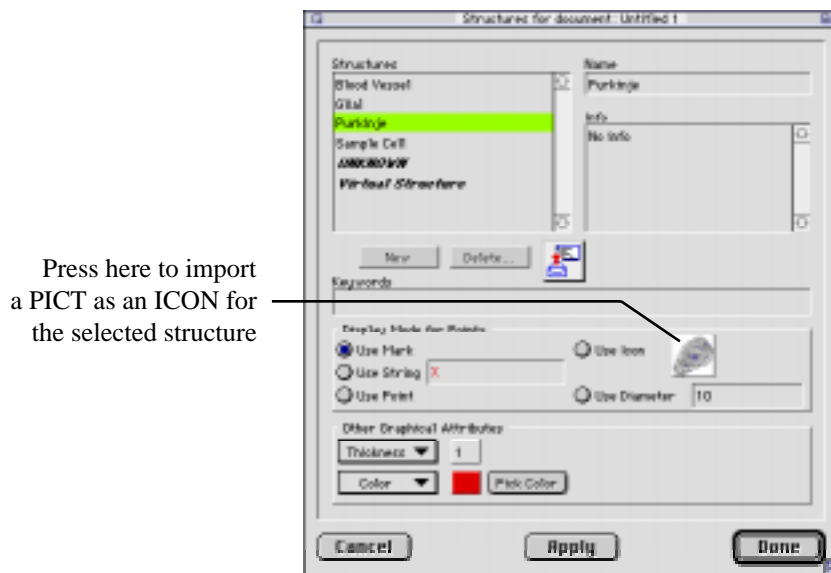 Structures for document: Untitled 1
Structures
Name
Blood Vessel
Purkinje
Glial
Purkinje
Info
Sample Cell
No Info
UNKNOWN
Virtual Structure
New
Delete...
Press here to import
a PICT as an ICON for
the selected structure
Keywords
Display Mode for Points
Use Mark
Use Icon
Use String X
Use Point
Use Diameter 10
Other Graphical Attributes
Thickness 1
Color Pick Color
Cancel
Apply
Done